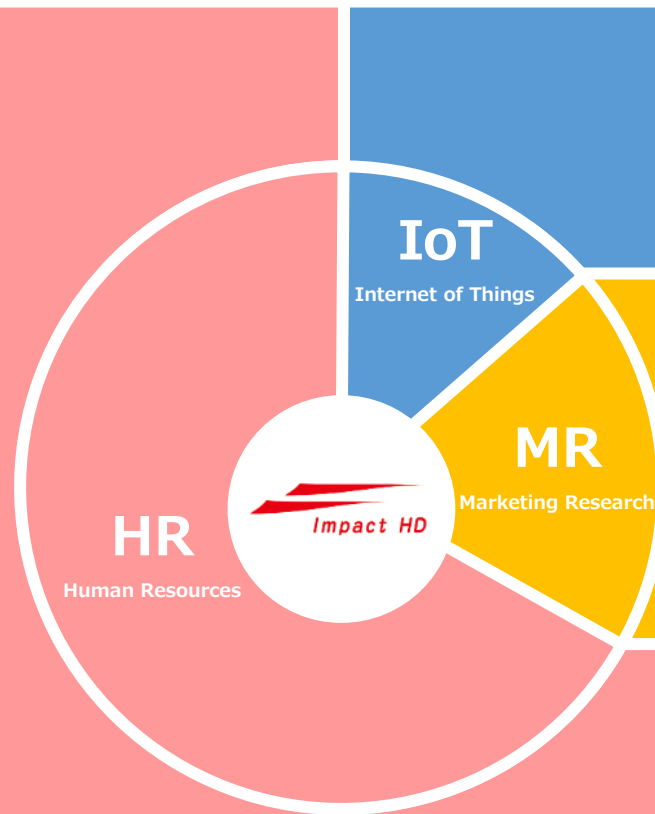 IoT
Internet of Things
MR
Marketing Research
Impact HD
HR
Human Resources